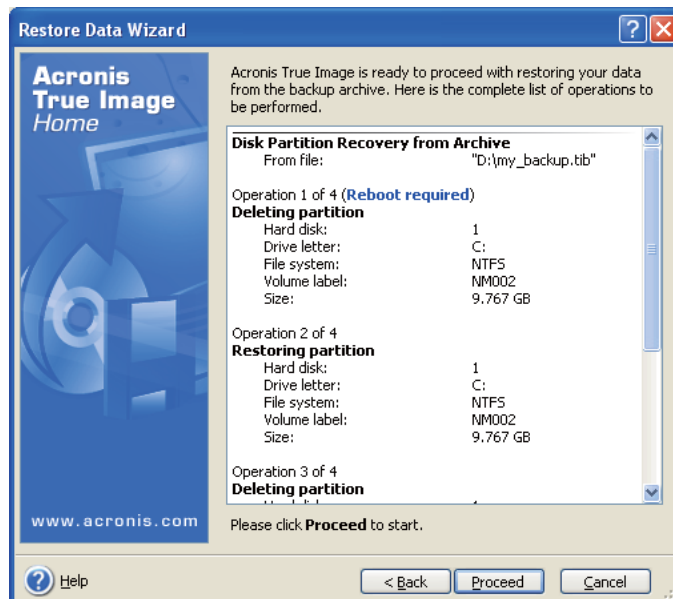 Restore Data Wizard
Acronis
True Image
Home
Acronis True Image is ready to proceed with restoring your data
from the backup archive. Here is the complete list of operations to
be performed.
Disk Partition Recovery from Archive
From file: "D:\my_backup.tib"
Operation 1 of 4 (Reboot required)
Deleting partition
Hard disk: 1
Drive letter: C:
File system: NTFS
Volume label: NM002
Size: 9.767 GB
Operation 2 of 4
Restoring partition
Hard disk: 1
Drive letter: C:
File system: NTFS
Volume label: NM002
Size: 9.767 GB
Operation 3 of 4
Deleting partition
www.acronis.com
Please click Proceed to start.
Help
< Back
Proceed
Cancel